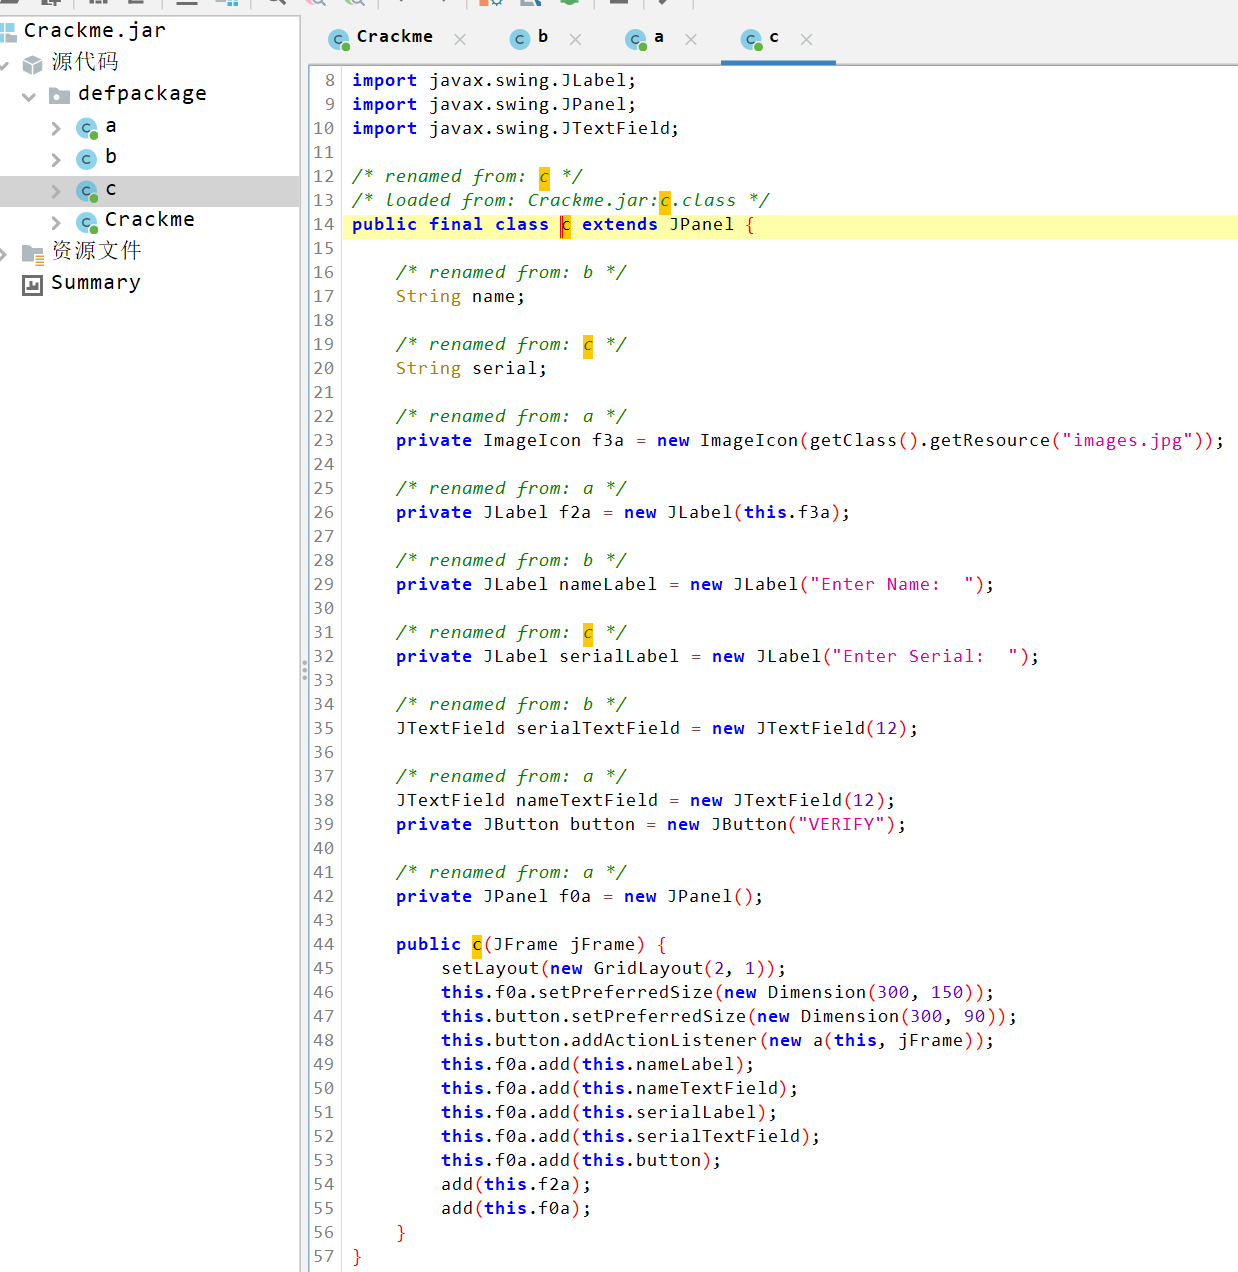 Crackme.jar
源代码
defpackage
a
b
c
Crackme
资源文件
Summary
Crackme b a c
8 import javax.swing.JLabel;
9 import javax.swing.JPanel;
10 import javax.swing.JTextField;
11
12 /* renamed from: c */
13 /* loaded from: Crackme.jar:c.class */
14 public final class c extends JPanel {
15
16 /* renamed from: b */
17 String name;
18
19 /* renamed from: c */
20 String serial;
21
22 /* renamed from: a */
23 private ImageIcon f3a = new ImageIcon(getClass().getResource("images.jpg"));
24
25 /* renamed from: a */
26 private JLabel f2a = new JLabel(this.f3a);
27
28 /* renamed from: b */
29 private JLabel nameLabel = new JLabel("Enter Name:  ");
30
31 /* renamed from: c */
32 private JLabel serialLabel = new JLabel("Enter Serial:  ");
33
34 /* renamed from: b */
35 JTextField serialTextField = new JTextField(12);
36
37 /* renamed from: a */
38 JTextField nameTextField = new JTextField(12);
39 private JButton button = new JButton("VERIFY");
40
41 /* renamed from: a */
42 private JPanel f0a = new JPanel();
43
44 public c(JFrame jFrame) {
45 setLayout(new GridLayout(2, 1));
46 this.f0a.setPreferredSize(new Dimension(300, 150));
47 this.button.setPreferredSize(new Dimension(300, 90));
48 this.button.addActionListener(new a(this, jFrame));
49 this.f0a.add(this.nameLabel);
50 this.f0a.add(this.nameTextField);
51 this.f0a.add(this.serialLabel);
52 this.f0a.add(this.serialTextField);
53 this.f0a.add(this.button);
54 add(this.f2a);
55 add(this.f0a);
56 }
57 }